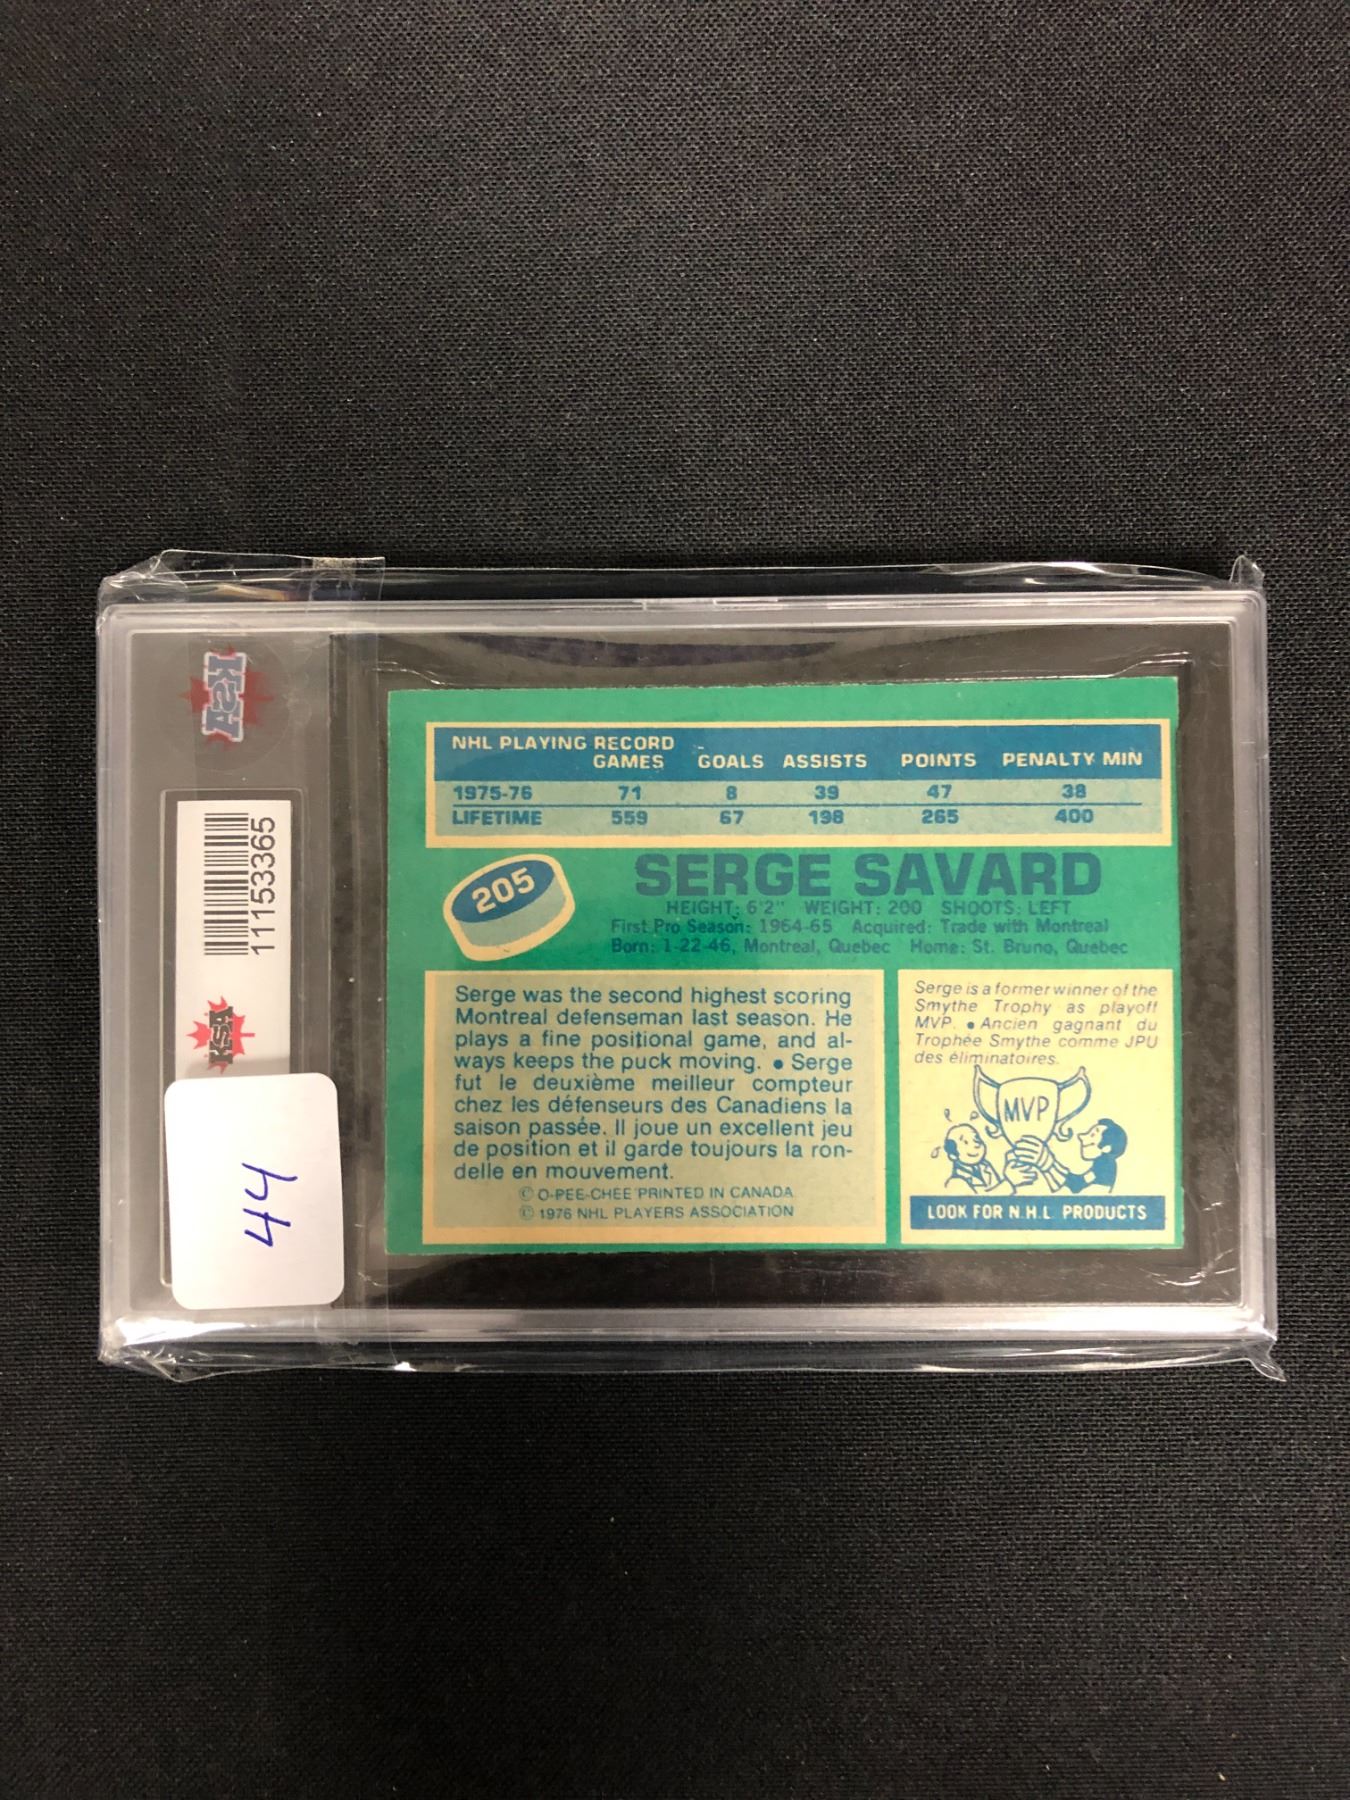 KSA
11153365
KSA
44
NHL PLAYING RECORD
GAMES GOALS ASSISTS POINTS PENALTY MIN
1975-76 71 8 39 47 38
LIFETIME 559 67 198 265 400
205
SERGE SAVARD
HEIGHT: 6'2" WEIGHT: 200 SHOOTS: LEFT
First Pro Season: 1964-65 Acquired: Trade with Montreal
Born: 1-22-46, Montreal, Quebec Home: St. Bruno, Quebec
Serge was the second highest scoring
Montreal defenseman last season. He
plays a fine positional game, and al-
ways keeps the puck moving. • Serge
fut le deuxième meilleur compteur
chez les défenseurs des Canadiens la
saison passée. Il joue un excellent jeu
de position et il garde toujours la ron-
delle en mouvement.
© O-PEE-CHEE PRINTED IN CANADA
© 1976 NHL PLAYERS ASSOCIATION
Serge is a former winner of the
Smythe Trophy as playoff
MVP. • Ancien gagnant du
Trophée Smythe comme JPU
des éliminatoires.
MVP
LOOK FOR N.H.L. PRODUCTS